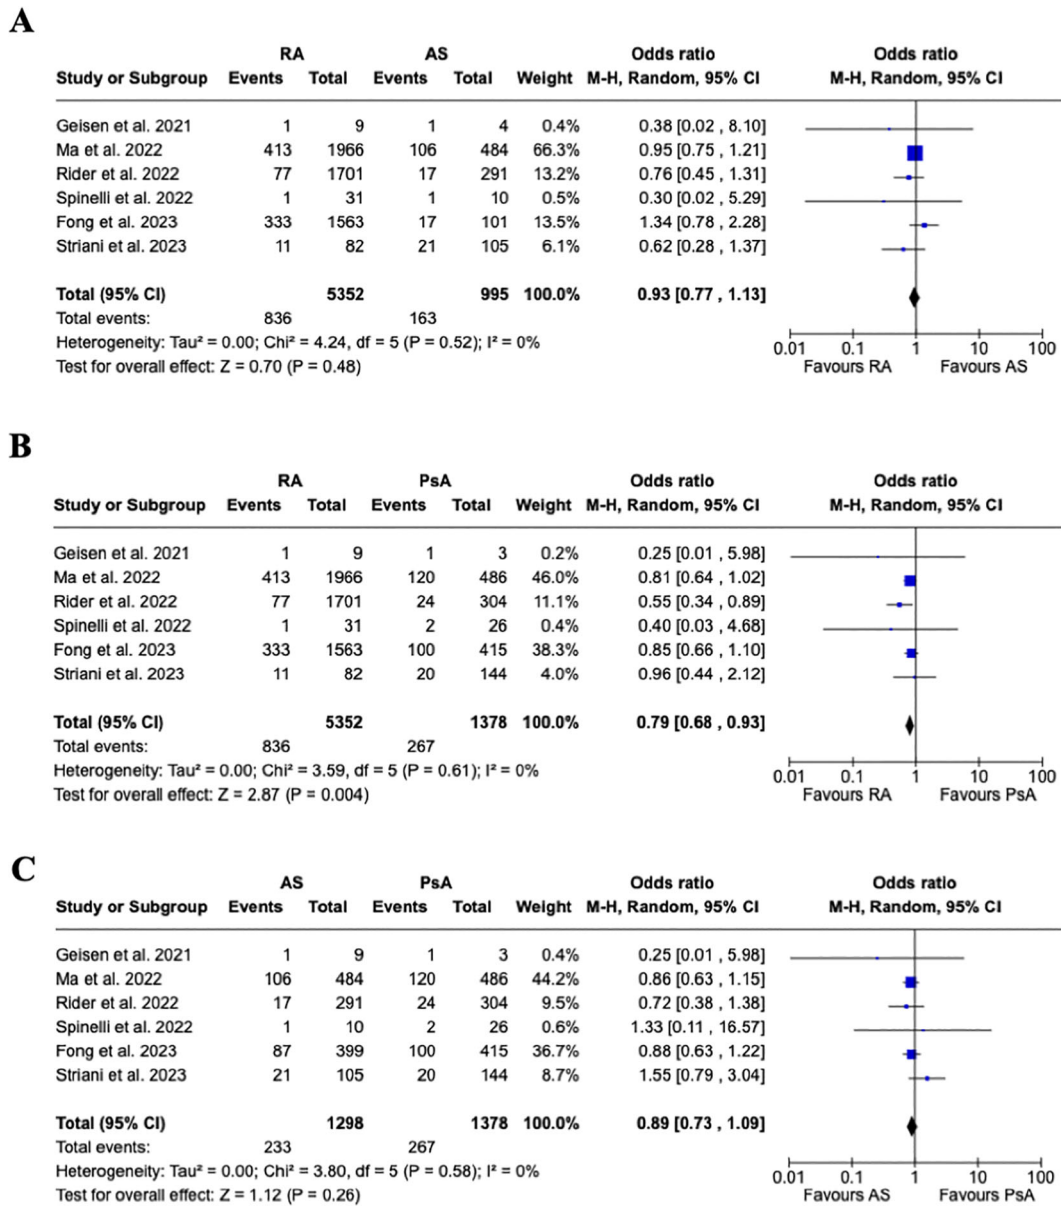 A
RA AS Odds ratio Odds ratio
Study or Subgroup Events Total Events Total Weight M-H, Random, 95% CI M-H, Random, 95% CI
Geisen et al. 2021 1 9 1 4 0.4% 0.38 [0.02 , 8.10]
Ma et al. 2022 413 1966 106 484 66.3% 0.95 [0.75 , 1.21]
Rider et al. 2022 77 1701 17 291 13.2% 0.76 [0.45 , 1.31]
Spinelli et al. 2022 1 31 1 10 0.5% 0.30 [0.02 , 5.29]
Fong et al. 2023 333 1563 17 101 13.5% 1.34 [0.78 , 2.28]
Striani et al. 2023 11 82 21 105 6.1% 0.62 [0.28 , 1.37]
Total (95% CI) 5352 995 100.0% 0.93 [0.77 , 1.13]
Total events: 836 163
Heterogeneity: Tau² = 0.00; Chi² = 4.24, df = 5 (P = 0.52); I² = 0%
Test for overall effect: Z = 0.70 (P = 0.48)
0.01 0.1 1 10 100
Favours RA Favours AS
B
RA PsA Odds ratio Odds ratio
Study or Subgroup Events Total Events Total Weight M-H, Random, 95% CI M-H, Random, 95% CI
Geisen et al. 2021 1 9 1 3 0.2% 0.25 [0.01 , 5.98]
Ma et al. 2022 413 1966 120 486 46.0% 0.81 [0.64 , 1.02]
Rider et al. 2022 77 1701 24 304 11.1% 0.55 [0.34 , 0.89]
Spinelli et al. 2022 1 31 2 26 0.4% 0.40 [0.03 , 4.68]
Fong et al. 2023 333 1563 100 415 38.3% 0.85 [0.66 , 1.10]
Striani et al. 2023 11 82 20 144 4.0% 0.96 [0.44 , 2.12]
Total (95% CI) 5352 1378 100.0% 0.79 [0.68 , 0.93]
Total events: 836 267
Heterogeneity: Tau² = 0.00; Chi² = 3.59, df = 5 (P = 0.61); I² = 0%
Test for overall effect: Z = 2.87 (P = 0.004)
0.01 0.1 1 10 100
Favours RA Favours PsA
C
AS PsA Odds ratio Odds ratio
Study or Subgroup Events Total Events Total Weight M-H, Random, 95% CI M-H, Random, 95% CI
Geisen et al. 2021 1 9 1 3 0.4% 0.25 [0.01 , 5.98]
Ma et al. 2022 106 484 120 486 44.2% 0.86 [0.63 , 1.15]
Rider et al. 2022 17 291 24 304 9.5% 0.72 [0.38 , 1.38]
Spinelli et al. 2022 1 10 2 26 0.6% 1.33 [0.11 , 16.57]
Fong et al. 2023 87 399 100 415 36.7% 0.88 [0.63 , 1.22]
Striani et al. 2023 21 105 20 144 8.7% 1.55 [0.79 , 3.04]
Total (95% CI) 1298 1378 100.0% 0.89 [0.73 , 1.09]
Total events: 233 267
Heterogeneity: Tau² = 0.00; Chi² = 3.80, df = 5 (P = 0.58); I² = 0%
Test for overall effect: Z = 1.12 (P = 0.26)
0.01 0.1 1 10 100
Favours AS Favours PsA